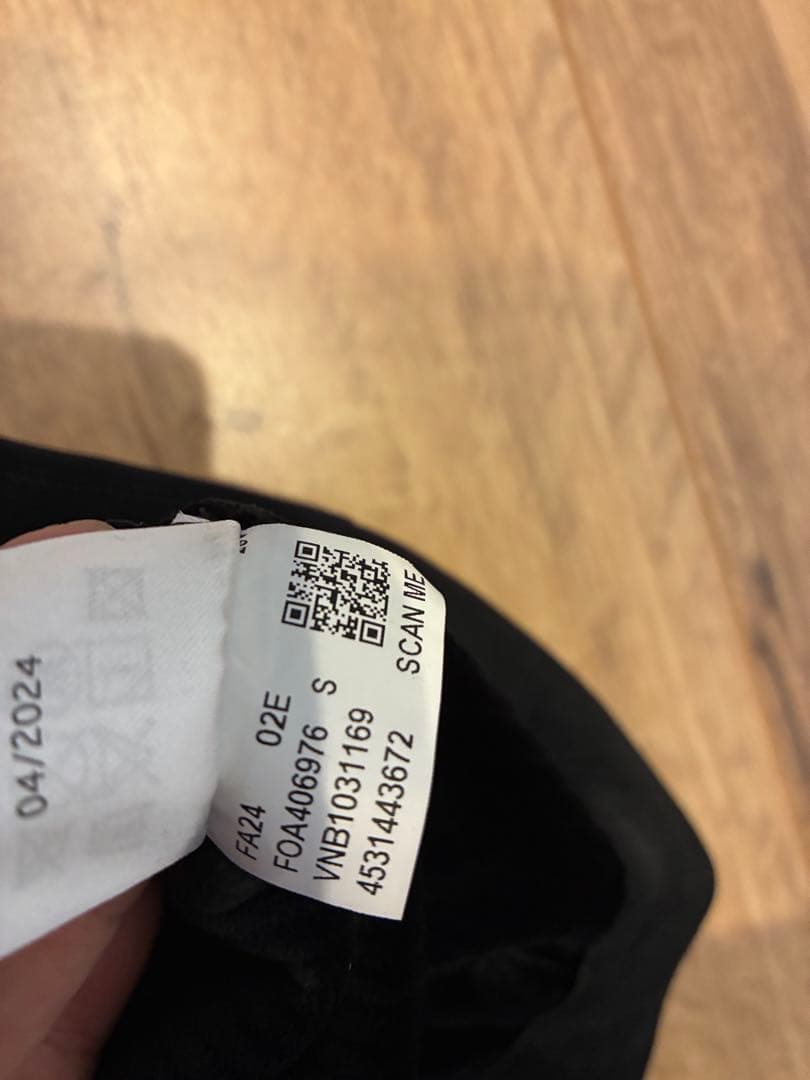 04/2024
FA24 02E
FOA406976 S
VNB1031169
4531443672
SCAN ME